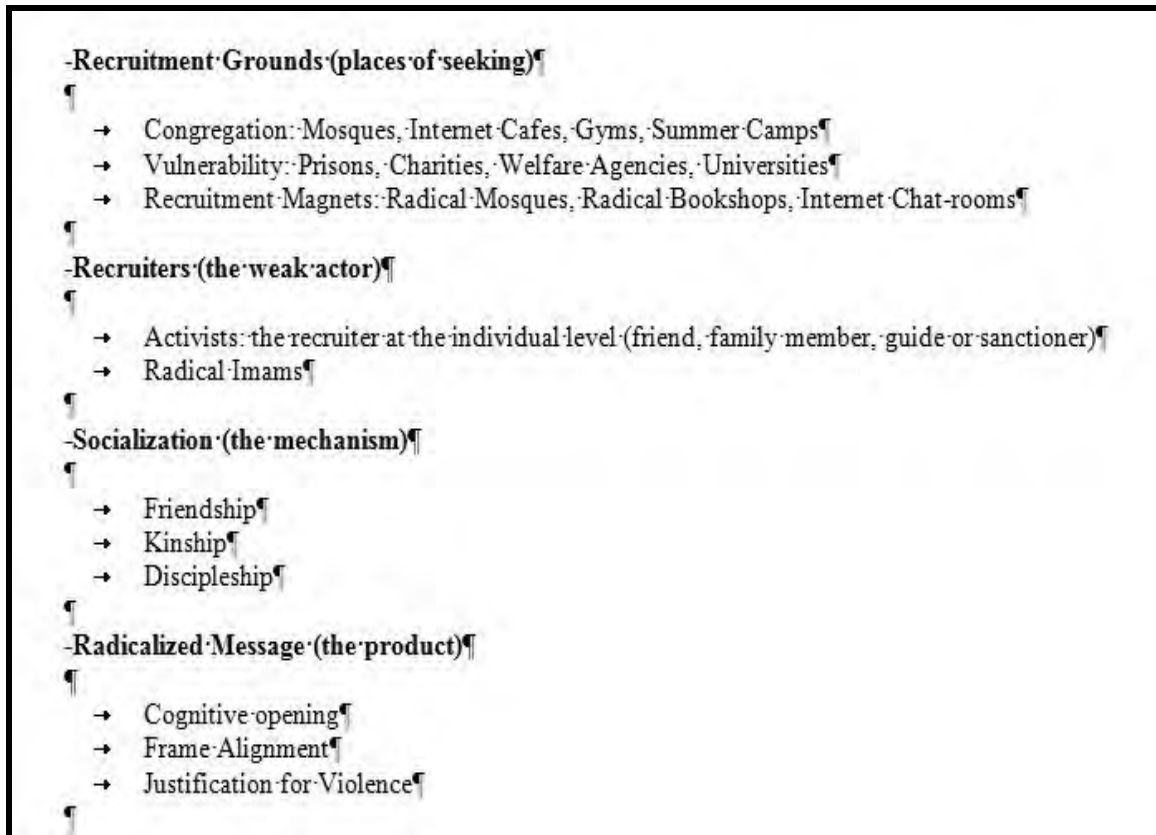 -Recruitment·Grounds·(places·of·seeking)¶
¶
→ Congregation:·Mosques,·Internet·Cafes,·Gyms,·Summer·Camps¶
→ Vulnerability:·Prisons,·Charities,·Welfare·Agencies,·Universities¶
→ Recruitment·Magnets:·Radical·Mosques,·Radical·Bookshops,·Internet·Chat-rooms¶
¶
-Recruiters·(the·weak·actor)¶
¶
→ Activists:·the·recruiter·at·the·individual·level·(friend,·family·member,·guide·or·sanctioner)¶
→ Radical·Imams¶
¶
-Socialization·(the·mechanism)¶
¶
→ Friendship¶
→ Kinship¶
→ Discipleship¶
¶
-Radicalized·Message·(the·product)¶
¶
→ Cognitive·opening¶
→ Frame·Alignment¶
→ Justification·for·Violence¶
¶